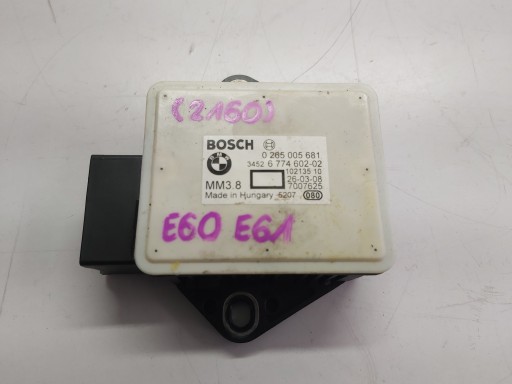 (2160)
BOSCH
0 265 005 681
3452 6 774 602-02
10213510
26-03-08
MM3.8
7007625
Made in Hungary 5207 080
E60 E61